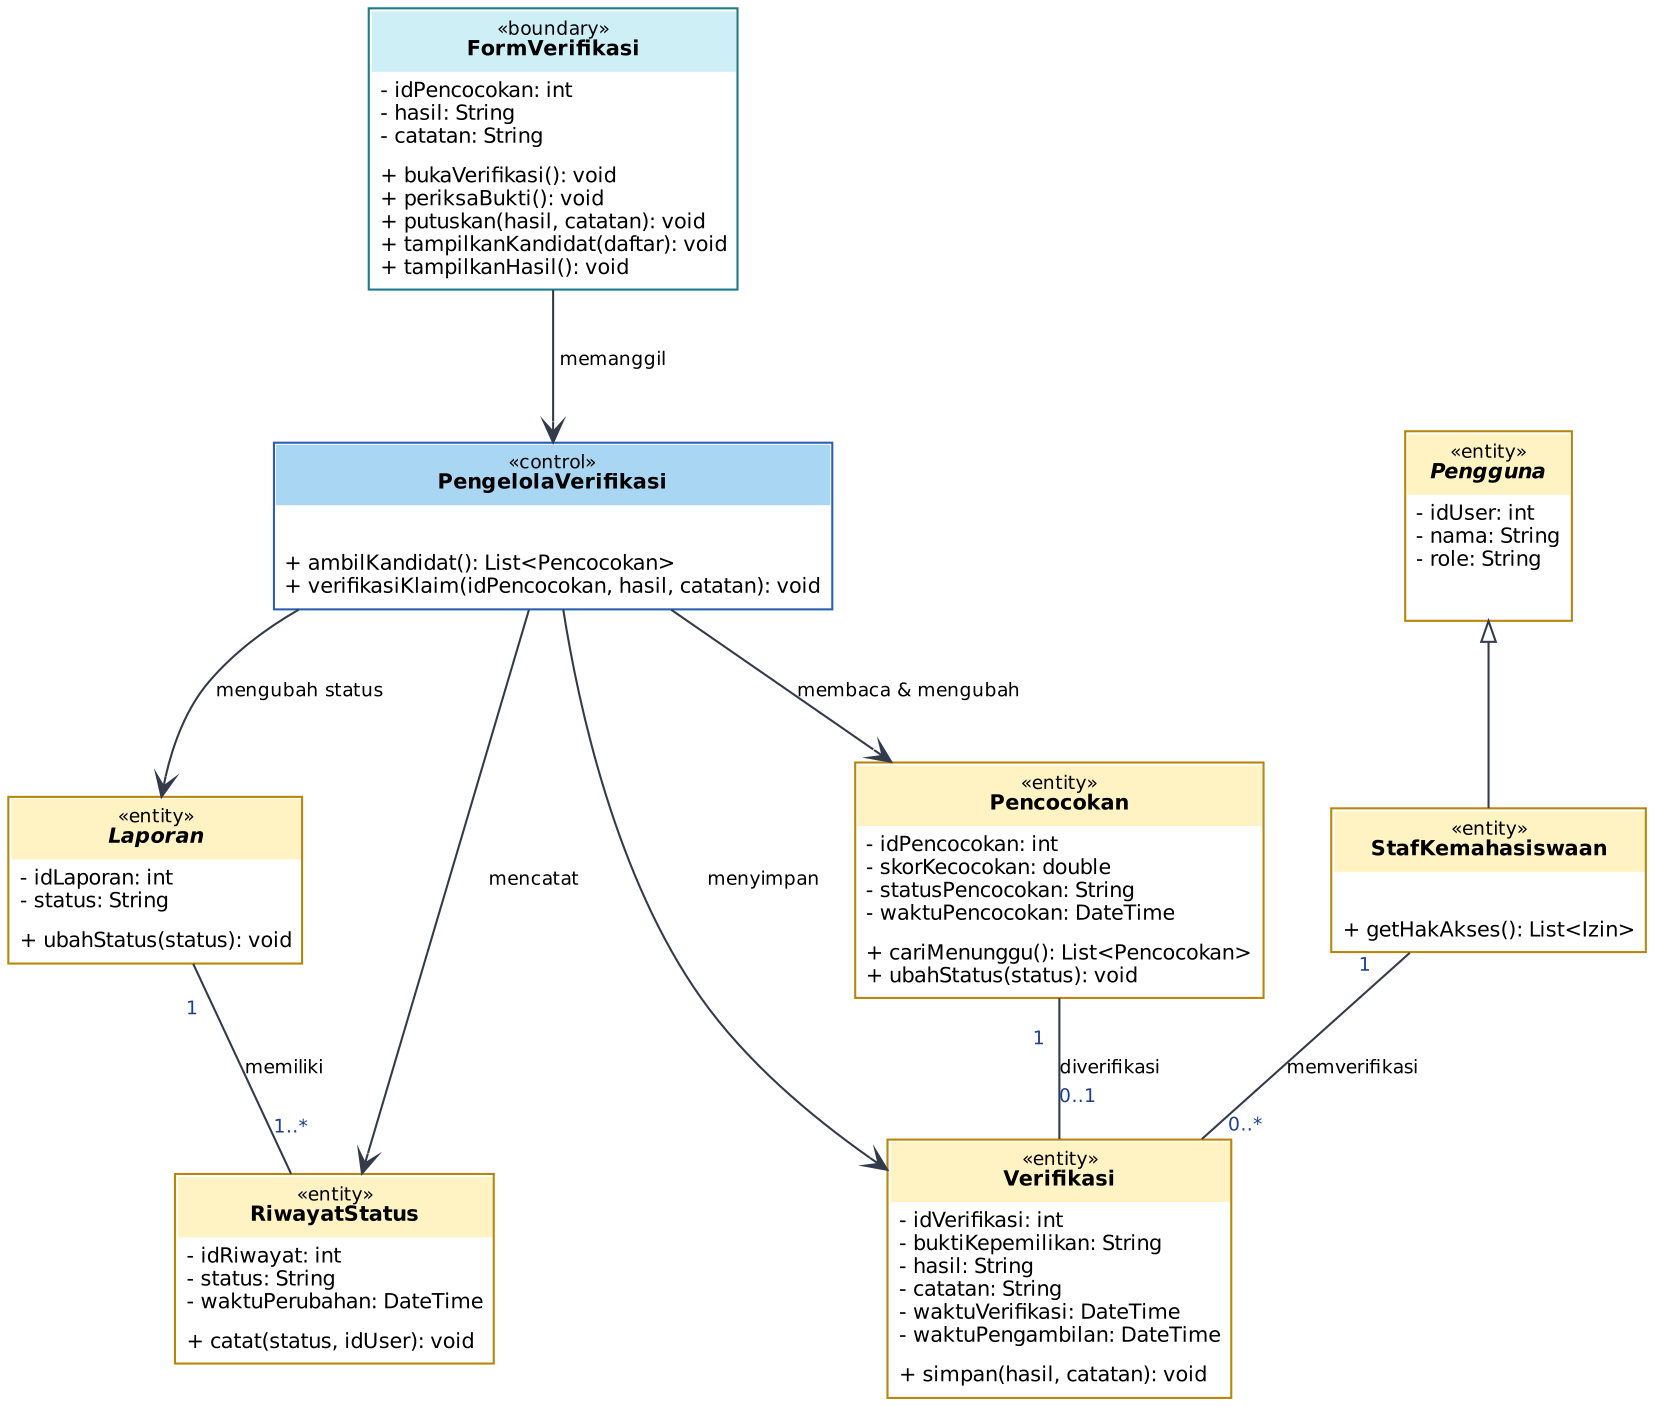 «boundary»
FormVerifikasi
- idPencocokan: int
- hasil: String
- catatan: String
+ bukaVerifikasi(): void
+ periksaBukti(): void
+ putuskan(hasil, catatan): void
+ tampilkanKandidat(daftar): void
+ tampilkanHasil(): void
memanggil
«control»
PengelolaVerifikasi
+ ambilKandidat(): List<Pencocokan>
+ verifikasiKlaim(idPencocokan, hasil, catatan): void
«entity»
Pengguna
- idUser: int
- nama: String
- role: String
mengubah status
membaca & mengubah
mencatat
menyimpan
«entity»
Laporan
- idLaporan: int
- status: String
+ ubahStatus(status): void
«entity»
Pencocokan
- idPencocokan: int
- skorKecocokan: double
- statusPencocokan: String
- waktuPencocokan: DateTime
+ cariMenunggu(): List<Pencocokan>
+ ubahStatus(status): void
«entity»
StafKemahasiswaan
+ getHakAkses(): List<Izin>
1
memiliki
1..*
1
diverifikasi
0..1
1
memverifikasi
0..*
«entity»
RiwayatStatus
- idRiwayat: int
- status: String
- waktuPerubahan: DateTime
+ catat(status, idUser): void
«entity»
Verifikasi
- idVerifikasi: int
- buktiKepemilikan: String
- hasil: String
- catatan: String
- waktuVerifikasi: DateTime
- waktuPengambilan: DateTime
+ simpan(hasil, catatan): void